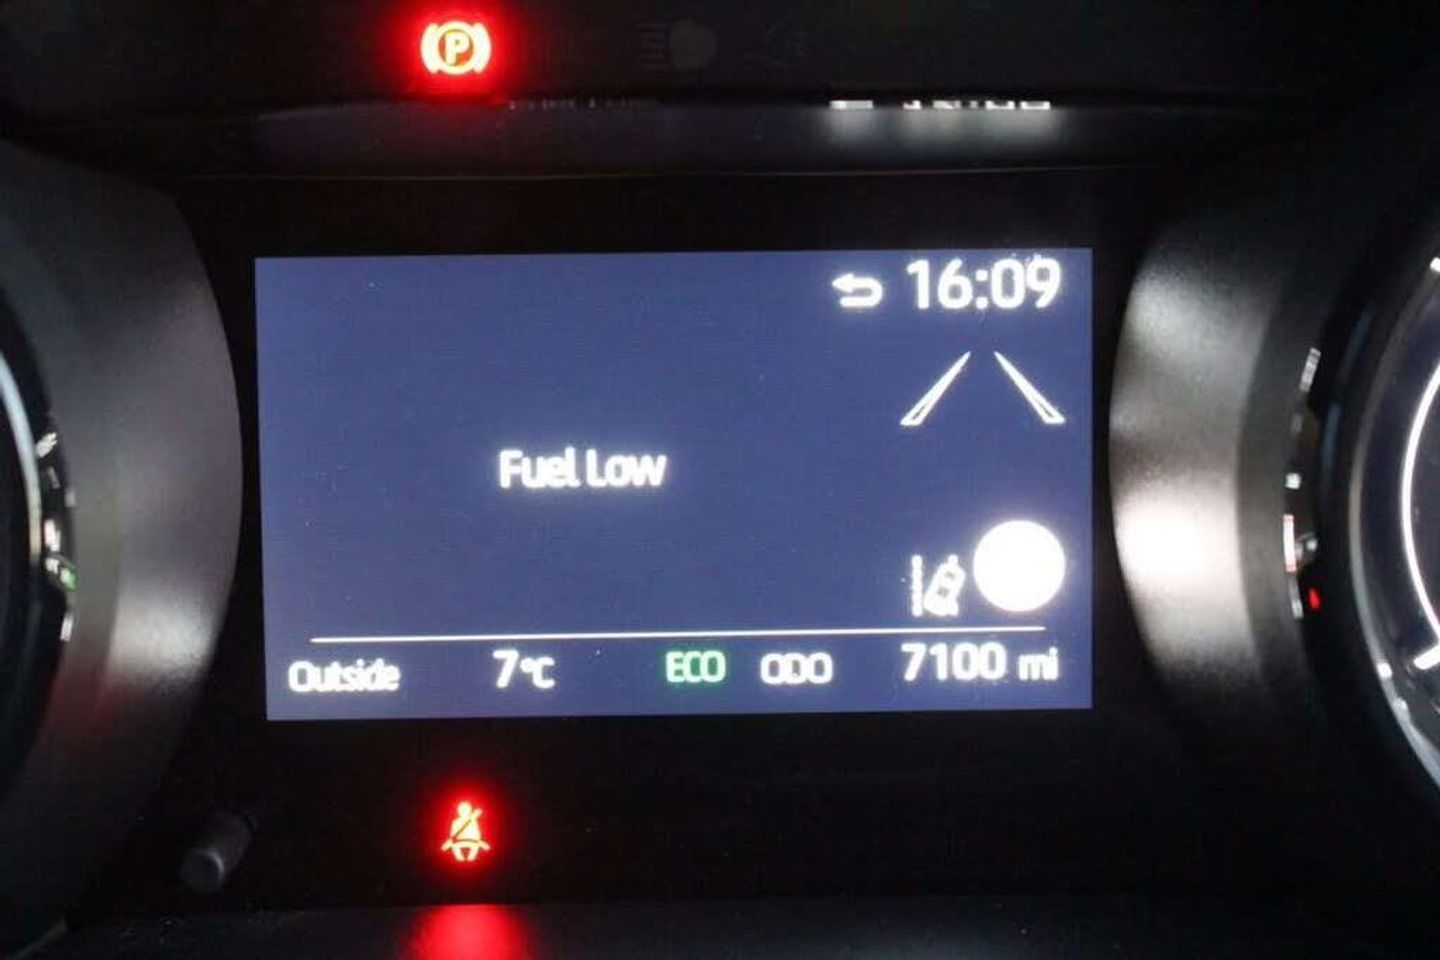 P
16:09
Fuel Low
Outside 7°C ECO ODO 7100 mi